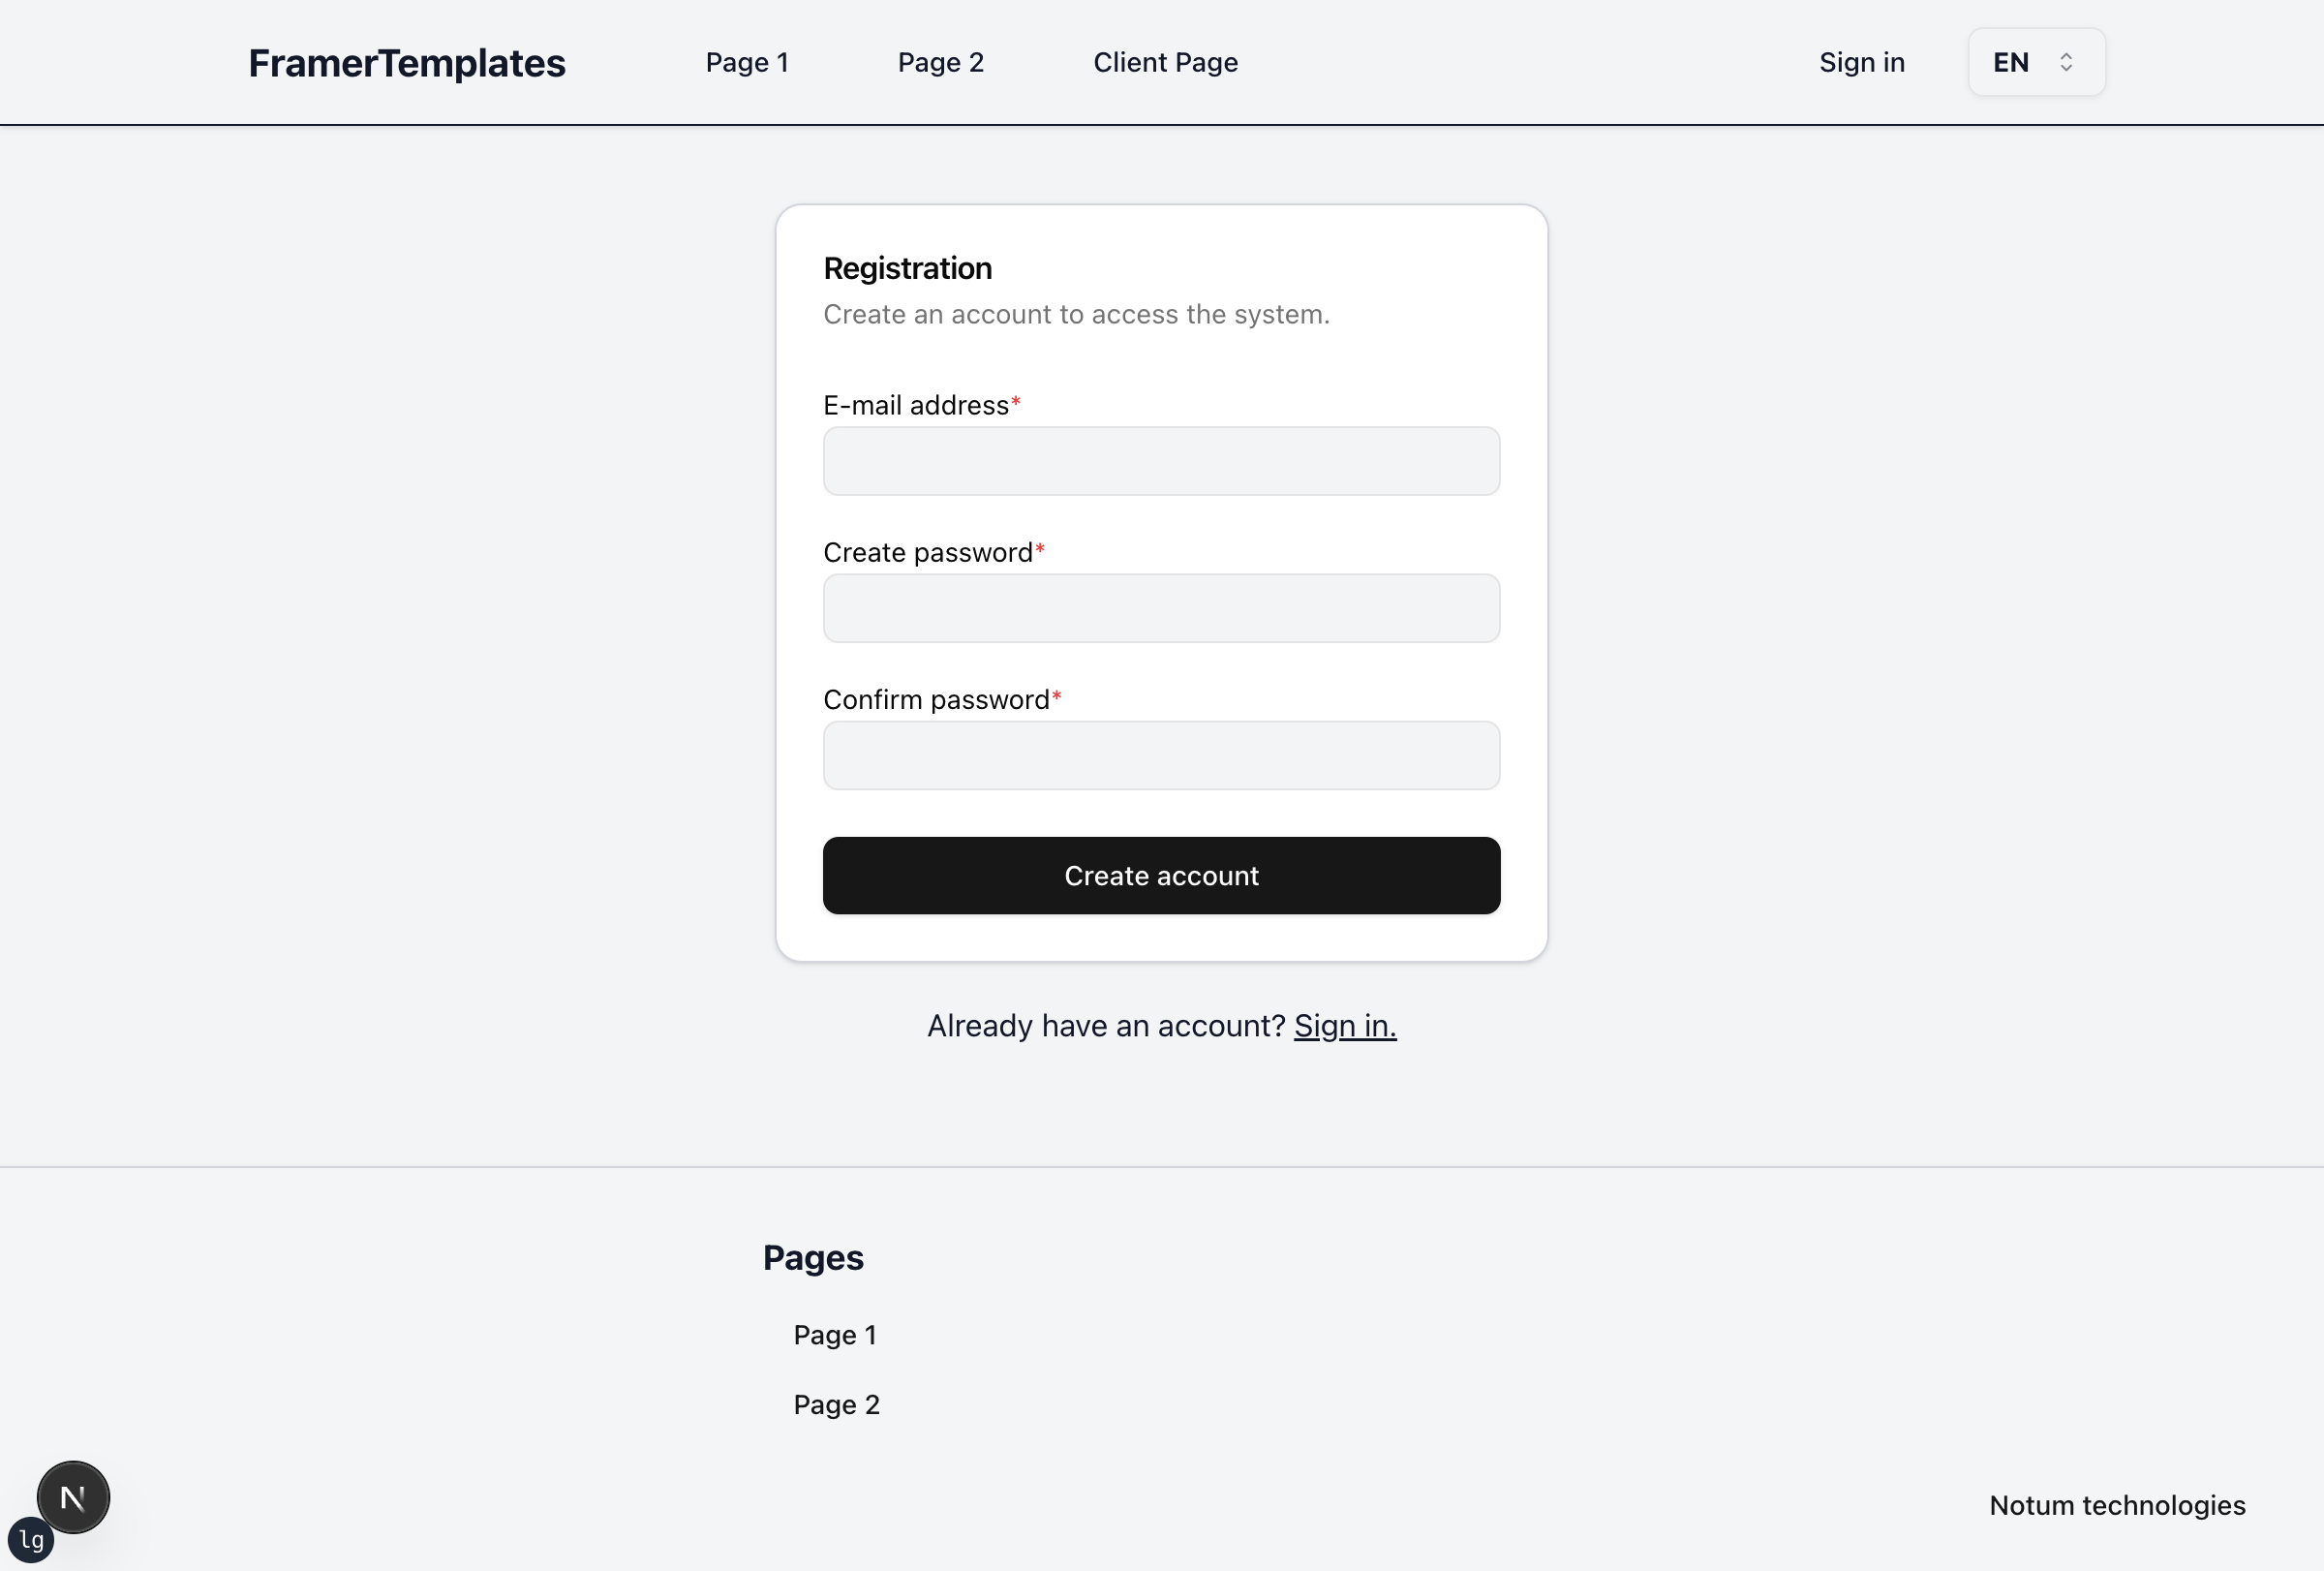 FramerTemplates Page 1 Page 2 Client Page Sign in EN
Registration
Create an account to access the system.
E-mail address*
Create password*
Confirm password*
Create account
Already have an account? Sign in.
Pages
Page 1
Page 2
N
lg
Notum technologies